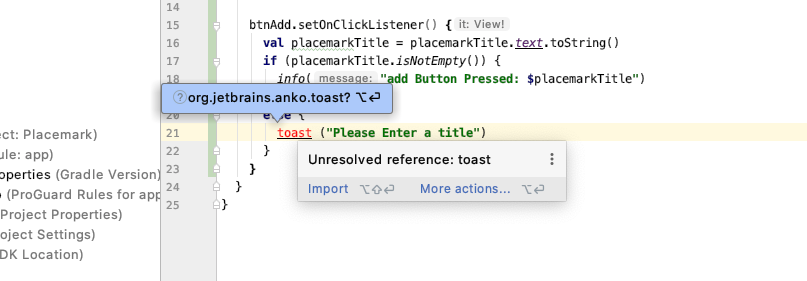 14
15 btnAdd.setOnClickListener() { it: View!
16 val placemarkTitle = placemarkTitle.text.toString()
17 if (placemarkTitle.isNotEmpty()) {
18 info( message: "add Button Pressed: $placemarkTitle")
?org.jetbrains.anko.toast? ⌥⏎
20 else {
ect: Placemark)
21 toast ("Please Enter a title")
ule: app)
22 }
Unresolved reference: toast
operties (Gradle Version)
23 }
o (ProGuard Rules for app
24 }
Import ⌥⇧⏎ More actions... ⌥⏎
Project Properties)
25 }
oject Settings)
DK Location)